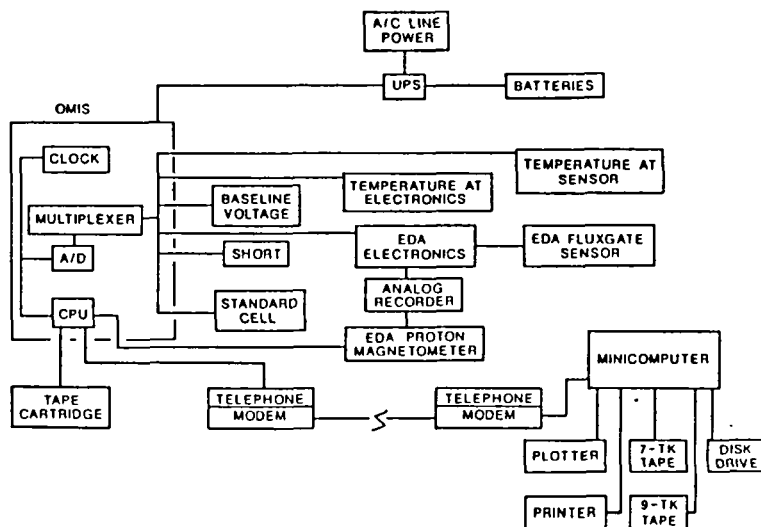 A/C LINE
POWER
UPS
BATTERIES
OMIS
CLOCK
TEMPERATURE AT
SENSOR
TEMPERATURE AT
ELECTRONICS
BASELINE
VOLTAGE
MULTIPLEXER
EDA
ELECTRONICS
EDA FLUXGATE
SENSOR
A/D
SHORT
ANALOG
RECORDER
STANDARD
CELL
CPU
EDA PROTON
MAGNETOMETER
MINICOMPUTER
TAPE
CARTRIDGE
TELEPHONE
MODEM
TELEPHONE
MODEM
PLOTTER
7-TK
TAPE
DISK
DRIVE
PRINTER
9-TK
TAPE